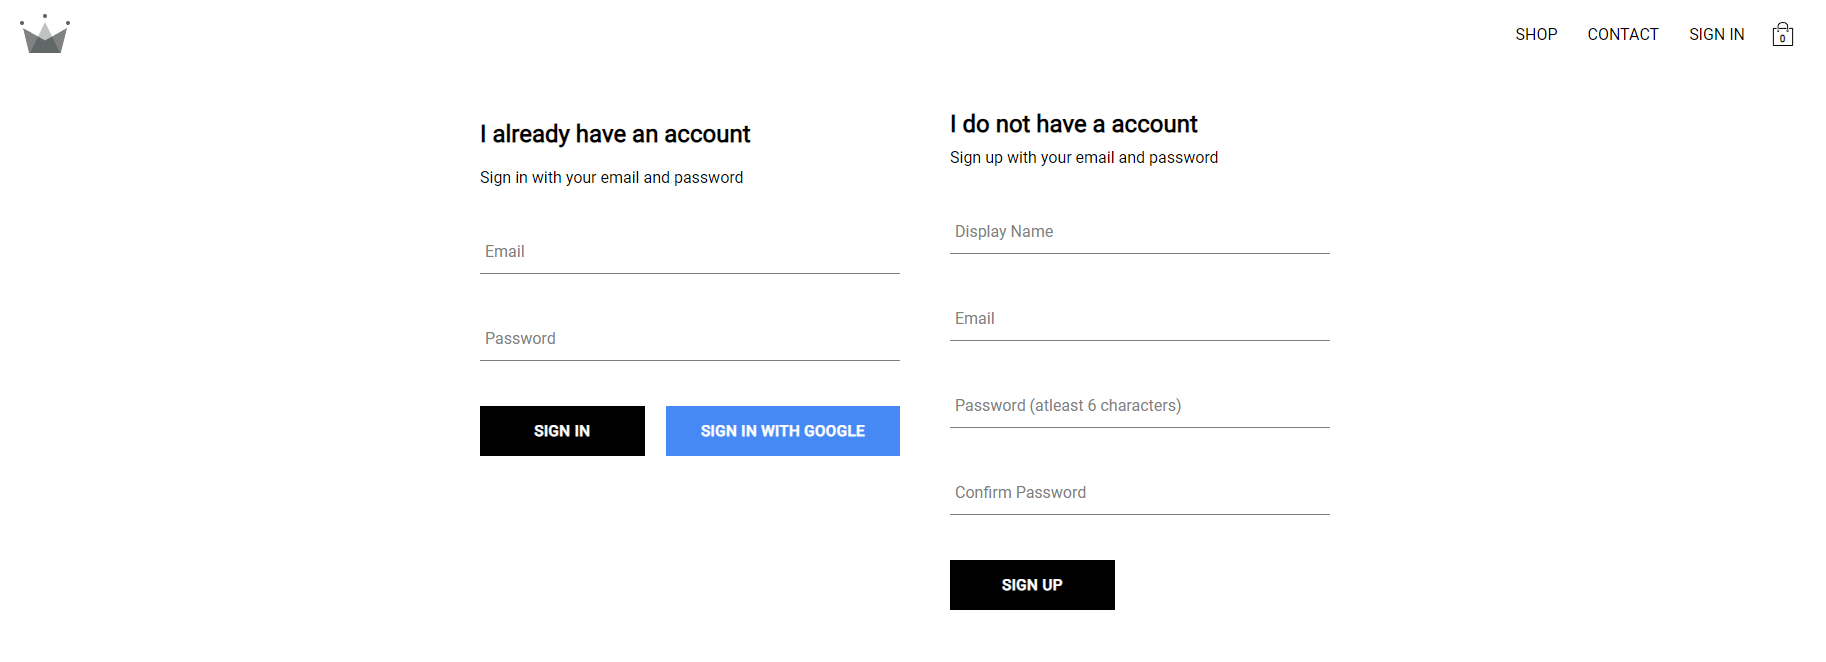 SHOP CONTACT SIGN IN 0
I already have an account
Sign in with your email and password
Email
Password
SIGN IN SIGN IN WITH GOOGLE
I do not have a account
Sign up with your email and password
Display Name
Email
Password (atleast 6 characters)
Confirm Password
SIGN UP